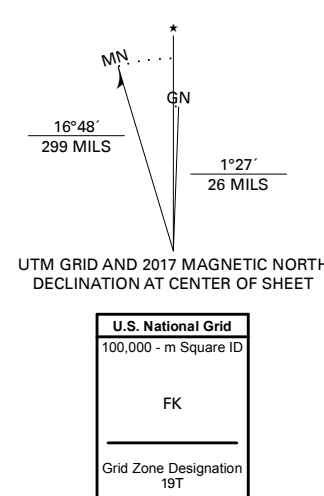 ★
MN
GN
16°48´
299 MILS
1°27´
26 MILS
UTM GRID AND 2017 MAGNETIC NORTH
DECLINATION AT CENTER OF SHEET
U.S. National Grid
100,000 - m Square ID
FK
Grid Zone Designation
19T